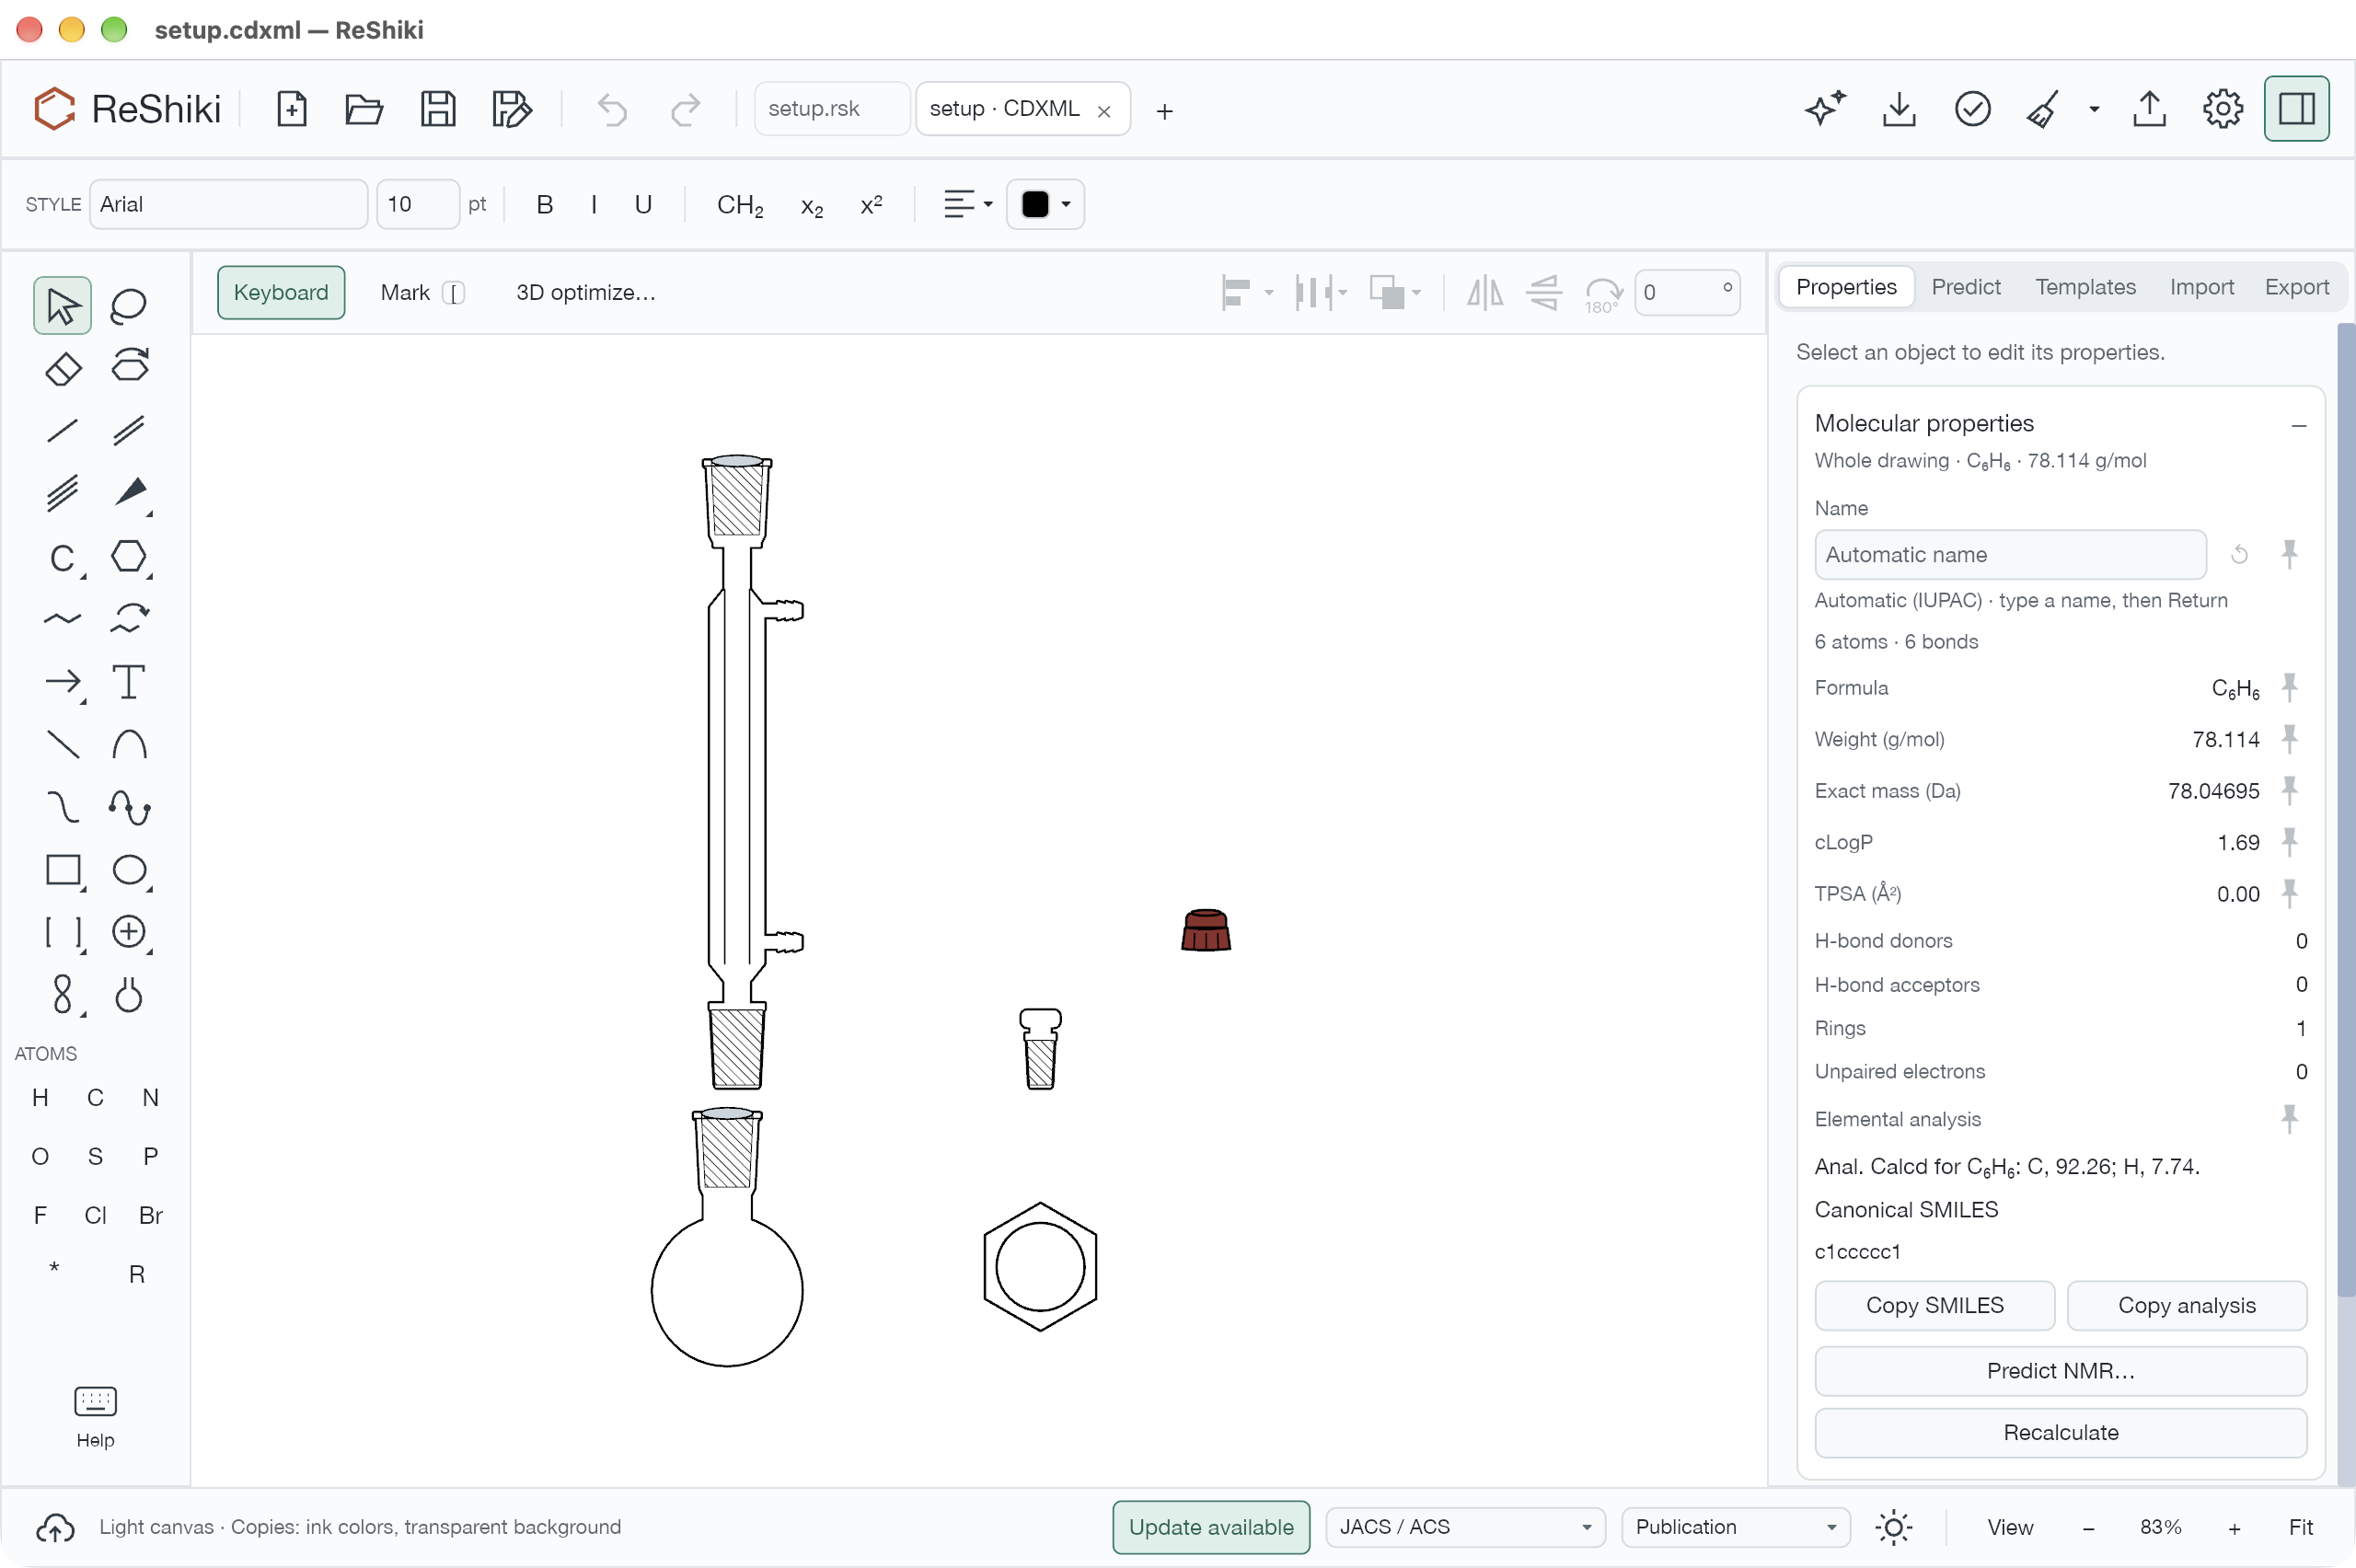 setup.cdxml — ReShiki
ReShiki
setup.rsk
setup · CDXML ×
+
STYLE Arial 10 pt B I U CH₂ x₂ x²
Keyboard Mark [ 3D optimize...
180° 0 °
Properties Predict Templates Import Export
Select an object to edit its properties.
Molecular properties –
Whole drawing · C₆H₆ · 78.114 g/mol
Name
Automatic name
Automatic (IUPAC) · type a name, then Return
6 atoms · 6 bonds
Formula C₆H₆
Weight (g/mol) 78.114
Exact mass (Da) 78.04695
cLogP 1.69
TPSA (Å²) 0.00
H-bond donors 0
H-bond acceptors 0
Rings 1
Unpaired electrons 0
Elemental analysis
Anal. Calcd for C₆H₆: C, 92.26; H, 7.74.
Canonical SMILES
c1ccccc1
Copy SMILES Copy analysis
Predict NMR...
Recalculate
C
T
[ ]
ATOMS
H C N
O S P
F Cl Br
* R
Help
Light canvas · Copies: ink colors, transparent background
Update available JACS / ACS Publication View – 83% + Fit